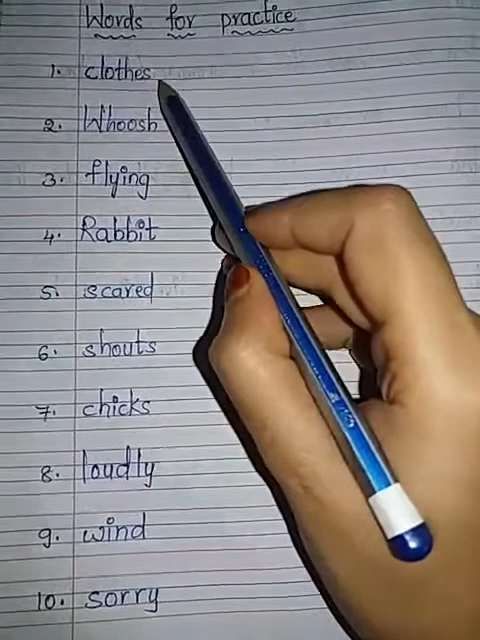 Words for practice
1. clothes
2. Whoosh
3. flying
4. Rabbit
5. scared
6. shouts
7. chicks
8. loudly
9. wind
10. sorry